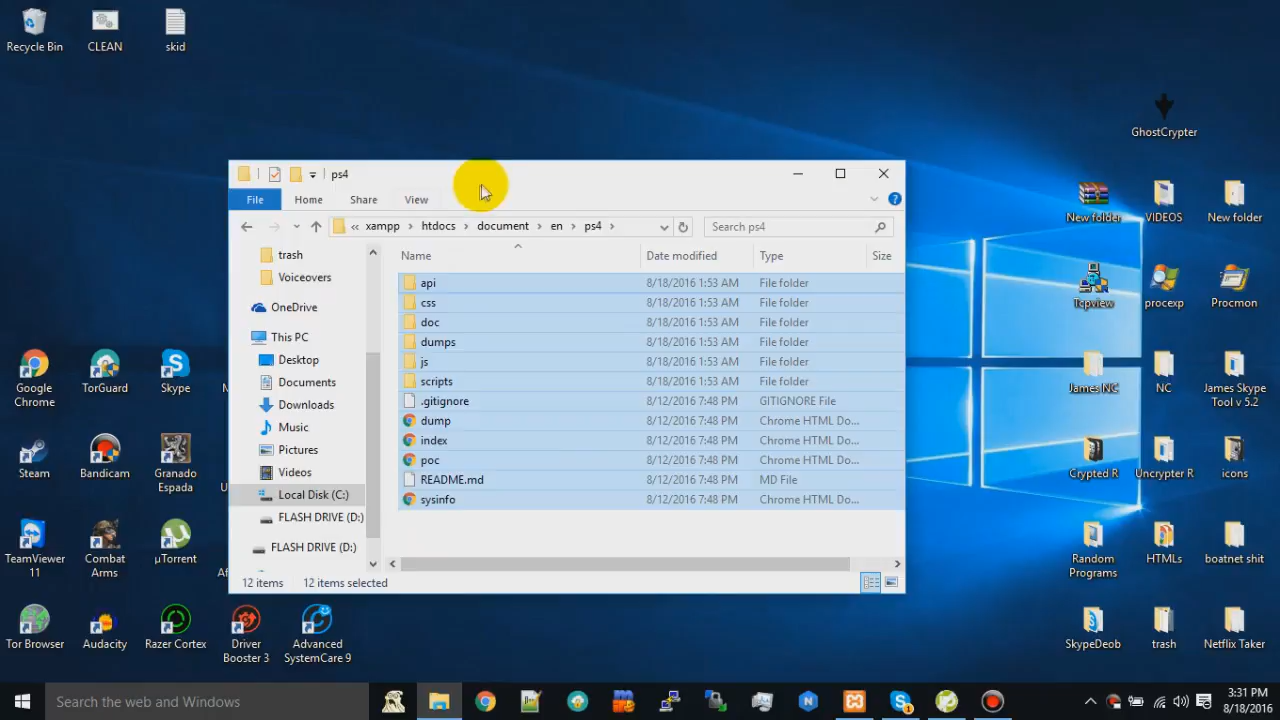 Recycle Bin
CLEAN
skid
GhostCrypter
ps4
File
Home
Share
View
«
xampp
htdocs
document
en
ps4
Search ps4
Name
Date modified
Type
Size
trash
Voiceovers
OneDrive
This PC
Desktop
Documents
Downloads
Music
Pictures
Videos
Local Disk (C:)
FLASH DRIVE (D:)
FLASH DRIVE (D:)
api 8/18/2016 1:53 AM File folder
css 8/18/2016 1:53 AM File folder
doc 8/18/2016 1:53 AM File folder
dumps 8/18/2016 1:53 AM File folder
js 8/18/2016 1:53 AM File folder
scripts 8/18/2016 1:53 AM File folder
.gitignore 8/12/2016 7:48 PM GITIGNORE File
dump 8/12/2016 7:48 PM Chrome HTML Do...
index 8/12/2016 7:48 PM Chrome HTML Do...
poc 8/12/2016 7:48 PM Chrome HTML Do...
README.md 8/12/2016 7:48 PM MD File
sysinfo 8/12/2016 7:48 PM Chrome HTML Do...
12 items 12 items selected
New folder
VIDEOS
New folder
Tcpview
procexp
Procmon
James NC
NC
James Skype
Tool v 5.2
Crypted R
Uncrypter R
icons
Random
Programs
HTMLs
boatnet shit
SkypeDeob
trash
Netflix Taker
Google
Chrome
TorGuard
Skype
Steam
Bandicam
Granado
Espada
TeamViewer
11
Combat
Arms
µTorrent
Tor Browser
Audacity
Razer Cortex
Driver
Booster 3
Advanced
SystemCare 9
Search the web and Windows
3:31 PM
8/18/2016